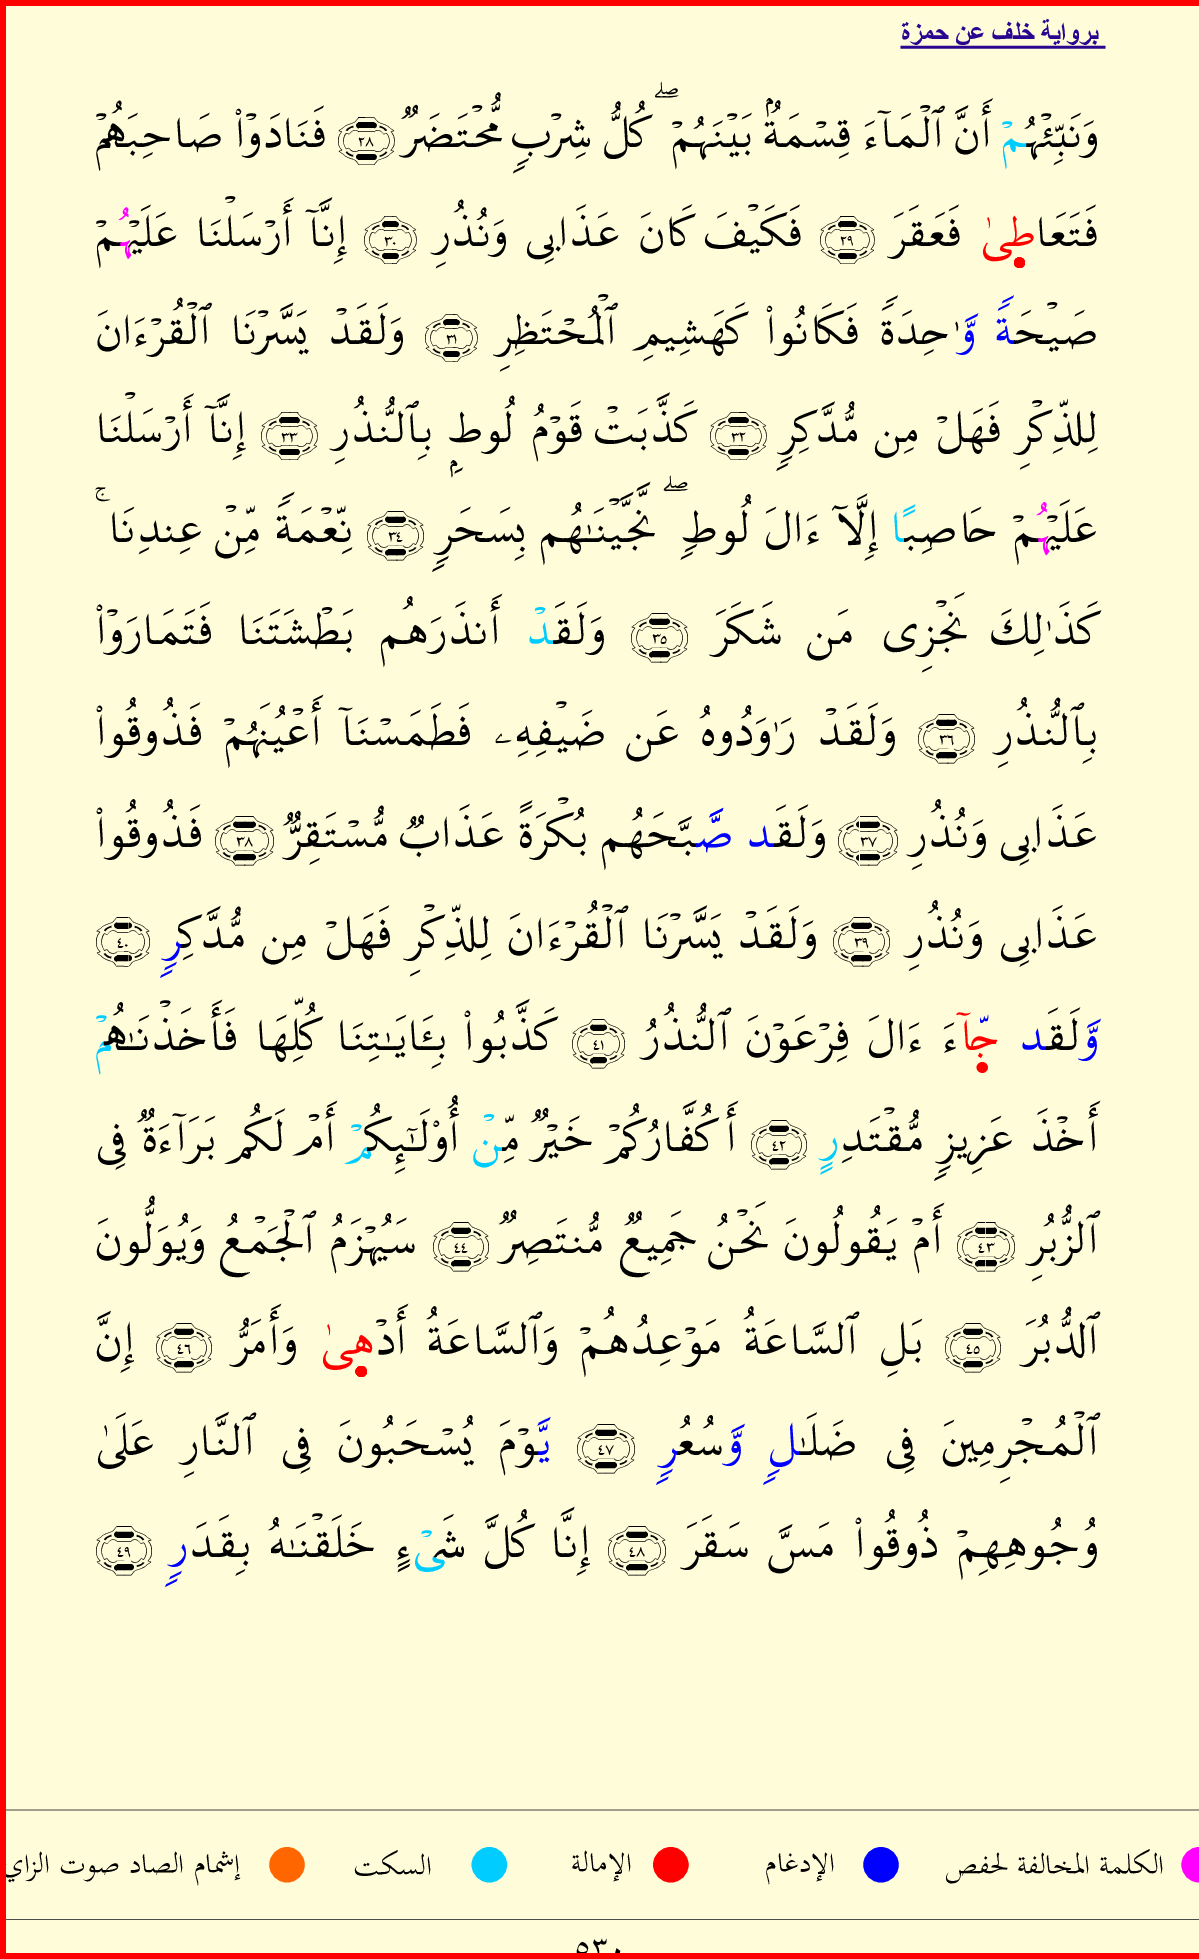 برواية خلف عن حمزة
وَنَبِّئْهُمْ أَنَّ ٱلْمَآءَ قِسْمَةٌۢ بَيْنَهُمْ ۖ كُلُّ شِرْبٍ مُّحْتَضَرٌ ٢٨ فَنَادَوْا۟ صَاحِبَهُمْ
فَتَعَاطِىٰ فَعَقَرَ ٢٩ فَكَيْفَ كَانَ عَذَابِى وَنُذُرِ ٣٠ إِنَّآ أَرْسَلْنَا عَلَيْهُمْ
صَيْحَةً وَّٰحِدَةً فَكَانُوا۟ كَهَشِيمِ ٱلْمُحْتَظِرِ ٣١ وَلَقَدْ يَسَّرْنَا ٱلْقُرْءَانَ
لِلذِّكْرِ فَهَلْ مِن مُّدَّكِرٍ ٣٢ كَذَّبَتْ قَوْمُ لُوطٍۭ بِٱلنُّذُرِ ٣٣ إِنَّآ أَرْسَلْنَا
عَلَيْهُمْ حَاصِبًا إِلَّآ ءَالَ لُوطٍ ۖ نَّجَّيْنَـٰهُم بِسَحَرٍ ٣٤ نِّعْمَةً مِّنْ عِندِنَا ۚ
كَذَٰلِكَ نَجْزِى مَن شَكَرَ ٣٥ وَلَقَدْ أَنذَرَهُم بَطْشَتَنَا فَتَمَارَوْا۟
بِٱلنُّذُرِ ٣٦ وَلَقَدْ رَٰوَدُوهُ عَن ضَيْفِهِۦ فَطَمَسْنَآ أَعْيُنَهُمْ فَذُوقُوا۟
عَذَابِى وَنُذُرِ ٣٧ وَلَقَد صَّبَّحَهُم بُكْرَةً عَذَابٌ مُّسْتَقِرٌّ ٣٨ فَذُوقُوا۟
عَذَابِى وَنُذُرِ ٣٩ وَلَقَدْ يَسَّرْنَا ٱلْقُرْءَانَ لِلذِّكْرِ فَهَلْ مِن مُّدَّكِرٍ ٤٠
وَّلَقَد جِّآءَ ءَالَ فِرْعَوْنَ ٱلنُّذُرُ ٤١ كَذَّبُوا۟ بِـَٔايَـٰتِنَا كُلِّهَا فَأَخَذْنَـٰهُمْ
أَخْذَ عَزِيزٍ مُّقْتَدِرٍ ٤٢ أَكُفَّارُكُمْ خَيْرٌ مِّنْ أُو۟لَـٰٓئِكُمْ أَمْ لَكُم بَرَآءَةٌ فِى
ٱلزُّبُرِ ٤٣ أَمْ يَقُولُونَ نَحْنُ جَمِيعٌ مُّنتَصِرٌ ٤٤ سَيُهْزَمُ ٱلْجَمْعُ وَيُوَلُّونَ
ٱلدُّبُرَ ٤٥ بَلِ ٱلسَّاعَةُ مَوْعِدُهُمْ وَٱلسَّاعَةُ أَدْهِىٰ وَأَمَرُّ ٤٦ إِنَّ
ٱلْمُجْرِمِينَ فِى ضَلَـٰلٍ وَّسُعُرٍ ٤٧ يَّوْمَ يُسْحَبُونَ فِى ٱلنَّارِ عَلَىٰ
وُجُوهِهِمْ ذُوقُوا۟ مَسَّ سَقَرَ ٤٨ إِنَّا كُلَّ شَىْءٍ خَلَقْنَـٰهُ بِقَدَرٍ ٤٩
الكلمة المخالفة لحفص الإدغام الإمالة السكت إشمام الصاد صوت الزاي
٥٣٠